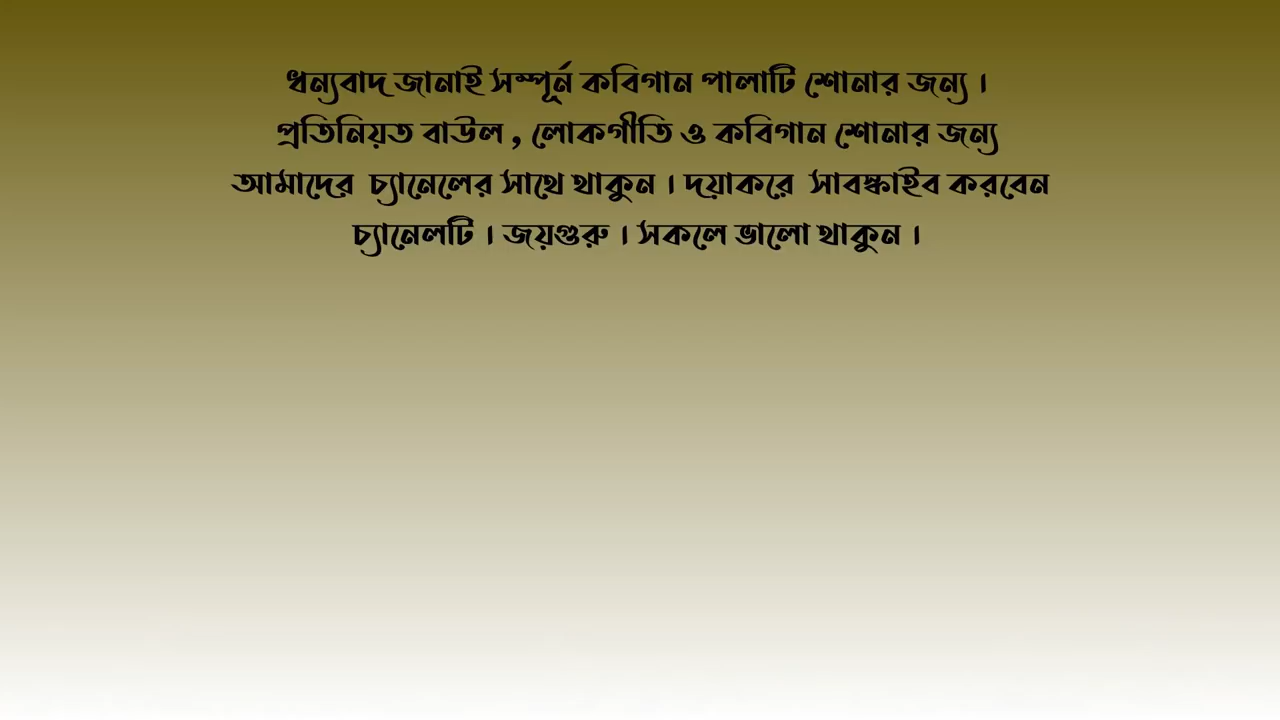 ধন্যবাদ জানাই সম্পূর্ন কবিগান পালাটি শোনার জন্য ।
প্রতিনিয়ত বাউল , লোকগীতি ও কবিগান শোনার জন্য
আমাদের চ্যানেলের সাথে থাকুন । দয়াকরে সাবস্কাইব করবেন
চ্যানেলটি । জয়গুরু । সকলে ভালো থাকুন ।